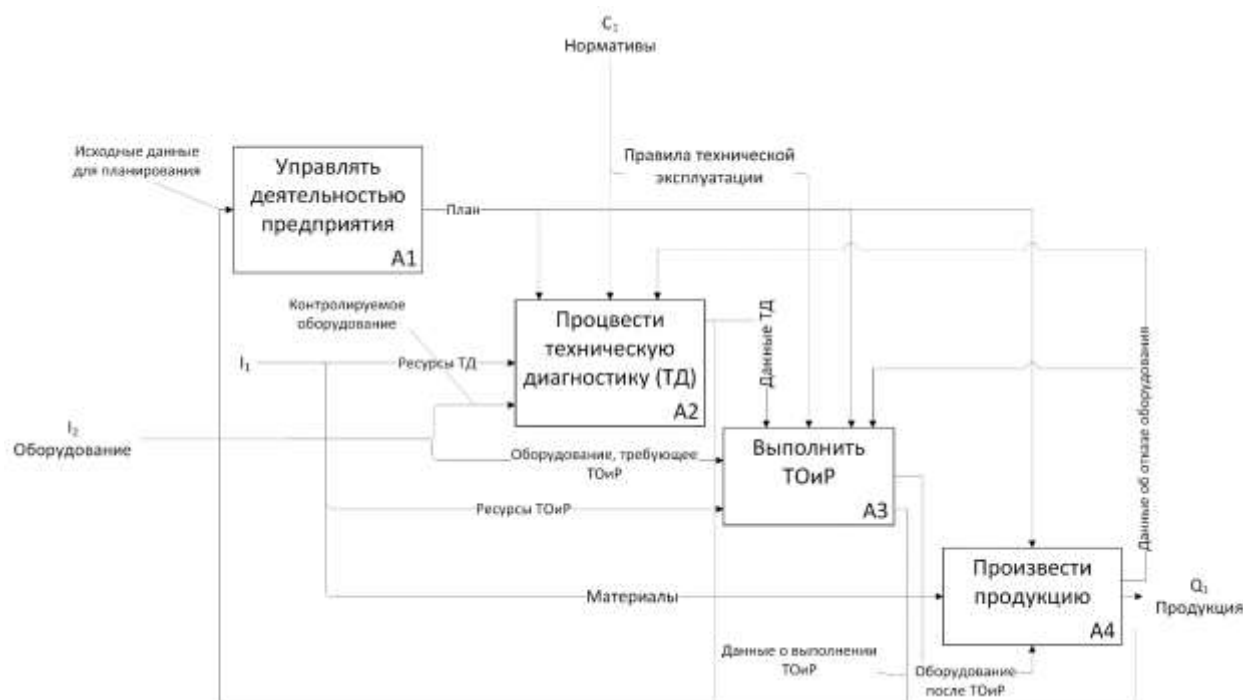 C₁
Нормативы
Исходные данные
для планирования
Управлять
деятельностью
предприятия
A1
План
Правила технической
эксплуатации
Контролируемое
оборудование
Процвести
техническую
диагностику (ТД)
A2
Данные ТД
I₁
Ресурсы ТД
I₂
Оборудование
Оборудование, требующее
ТОиР
Выполнить
ТОиР
A3
Ресурсы ТОиР
Данные об отказе оборудования
Произвести
продукцию
A4
Материалы
Q₁
Продукция
Данные о выполнении
ТОиР
Оборудование
после ТОиР